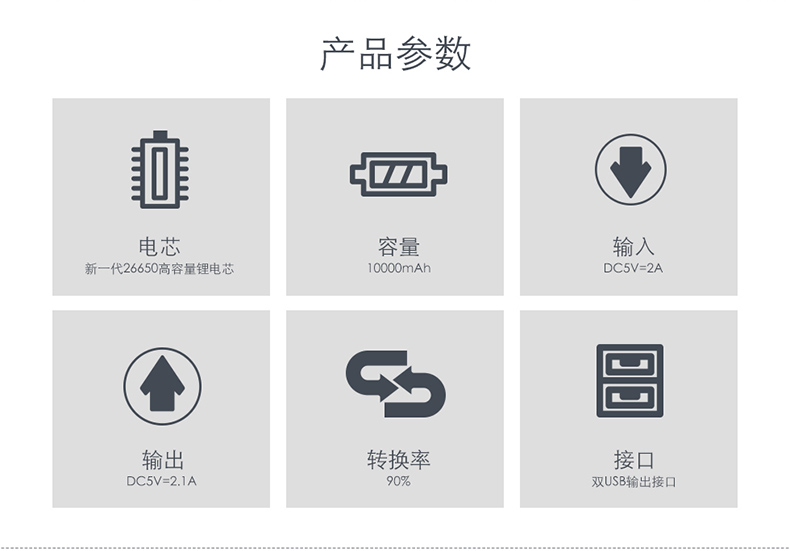 产品参数
电芯
新一代26650高容量锂电芯
容量
10000mAh
输入
DC5V=2A
输出
DC5V=2.1A
转换率
90%
接口
双USB输出接口